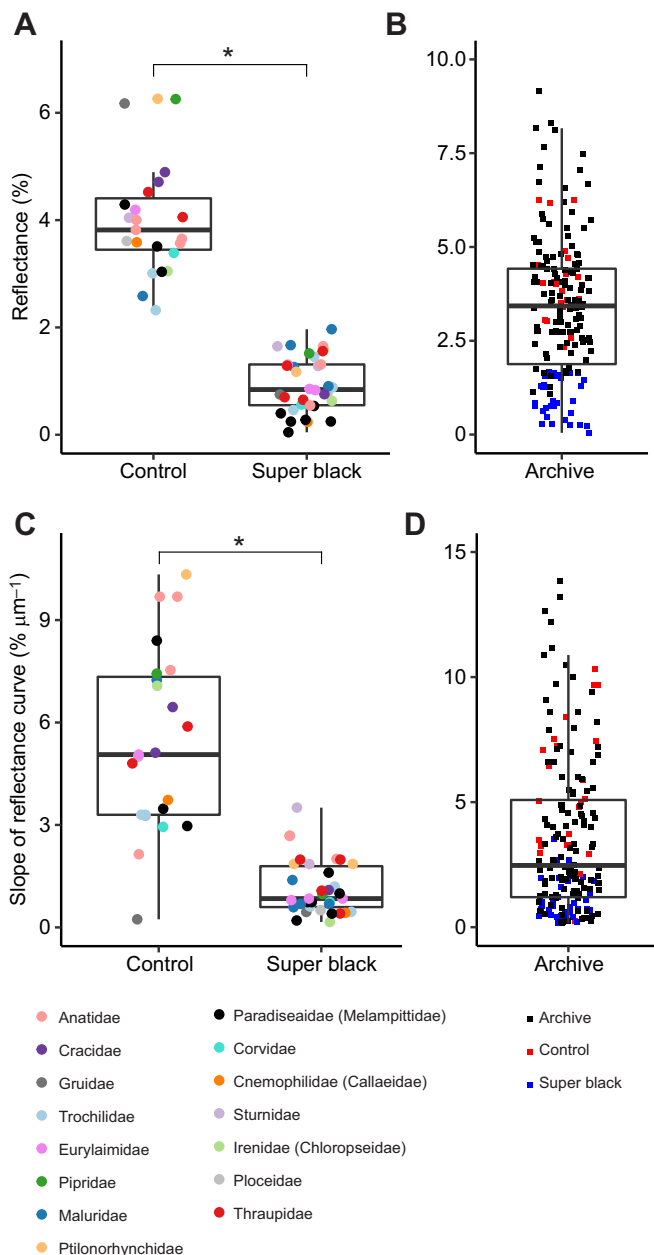 A
B
Reflectance (%)
6
4
2
0
*
Control
Super black
10.0
7.5
5.0
2.5
0
Archive
C
D
Slope of reflectance curve (% μm−1)
9
6
3
0
*
Control
Super black
15
10
5
0
Archive
Anatidae
Cracidae
Gruidae
Trochilidae
Eurylaimidae
Pipridae
Maluridae
Ptilonorhynchidae
Paradiseaidae (Melampittidae)
Corvidae
Cnemophilidae (Callaeidae)
Sturnidae
Irenidae (Chloropseidae)
Ploceidae
Thraupidae
Archive
Control
Super black